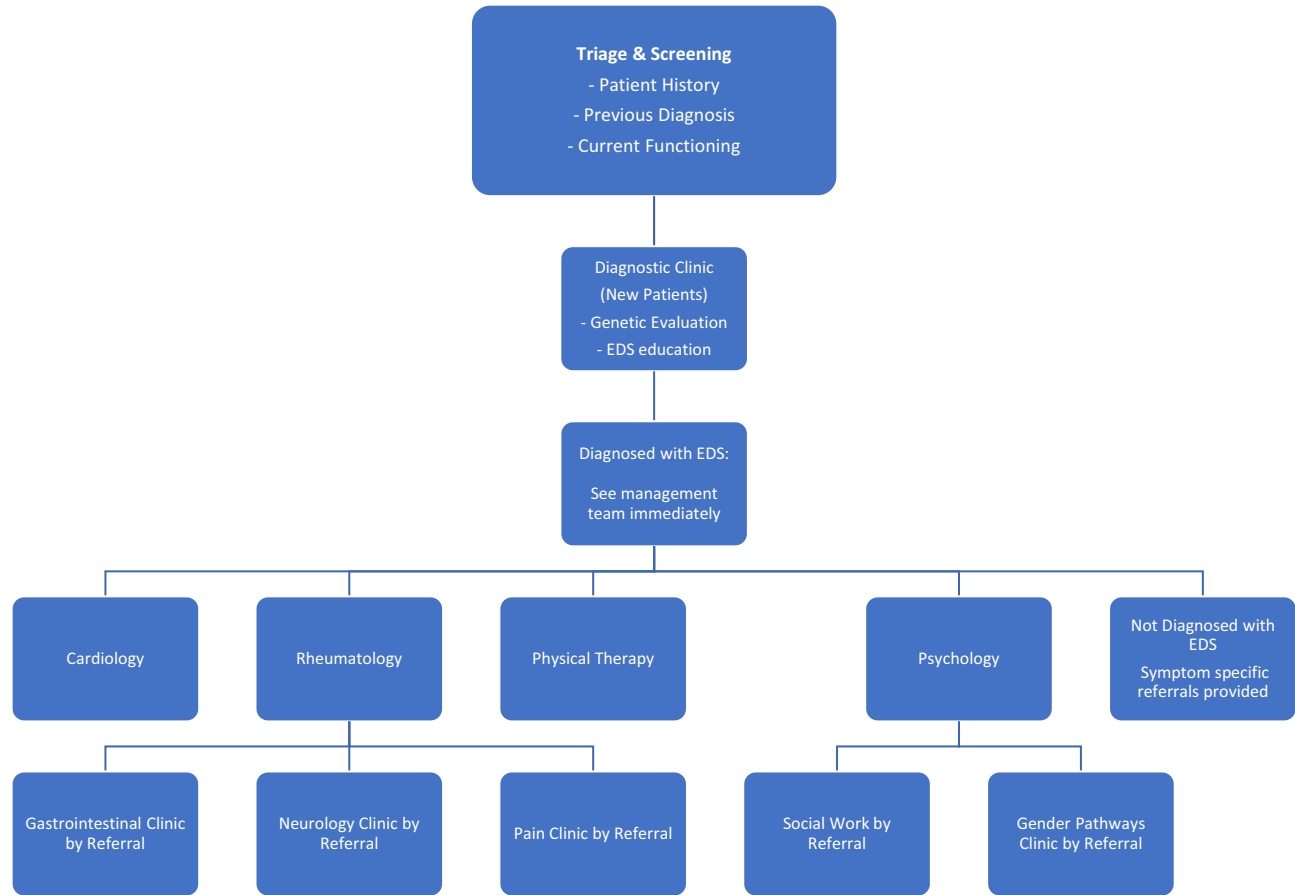 Triage & Screening
- Patient History
- Previous Diagnosis
- Current Functioning
Diagnostic Clinic
(New Patients)
- Genetic Evaluation
- EDS education
Diagnosed with EDS:
See management
team immediately
Cardiology
Rheumatology
Physical Therapy
Psychology
Not Diagnosed with
EDS
Symptom specific
referrals provided
Gastrointestinal Clinic
by Referral
Neurology Clinic by
Referral
Pain Clinic by Referral
Social Work by
Referral
Gender Pathways
Clinic by Referral